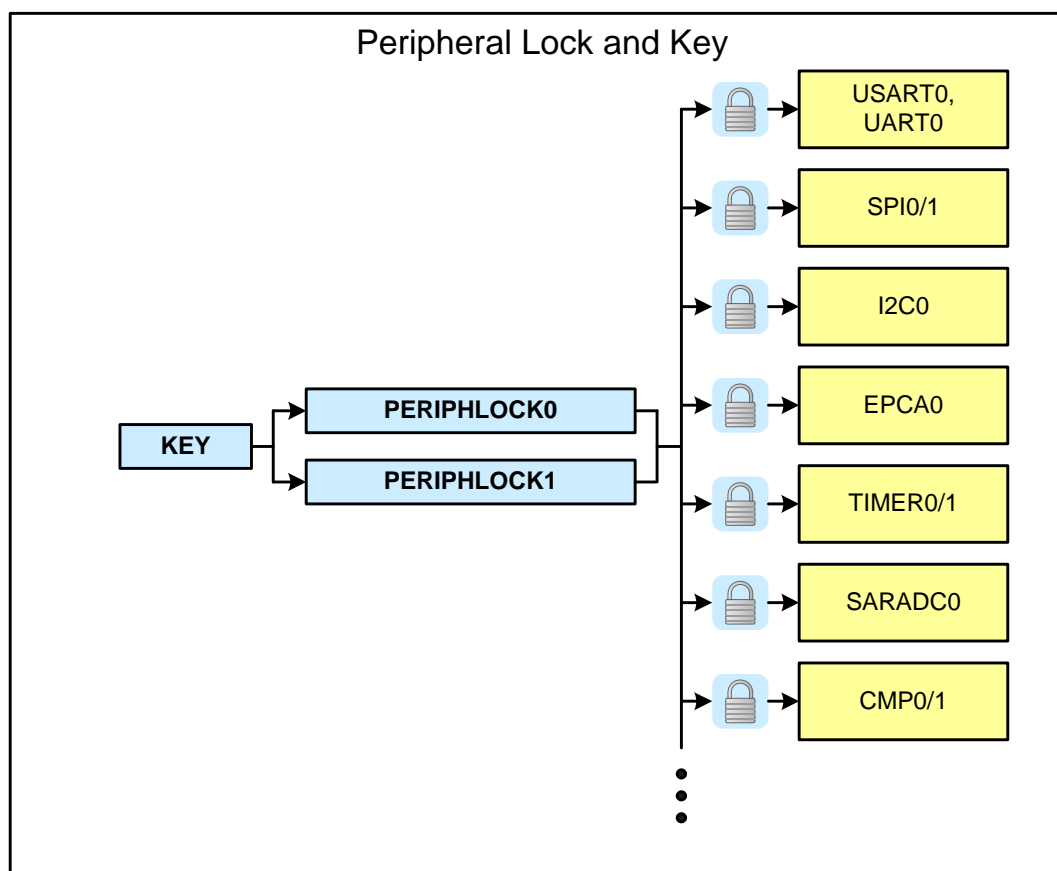 Peripheral Lock and Key
USART0,
UART0
SPI0/1
I2C0
EPCA0
PERIPHLOCK0
KEY
PERIPHLOCK1
TIMER0/1
SARADC0
CMP0/1